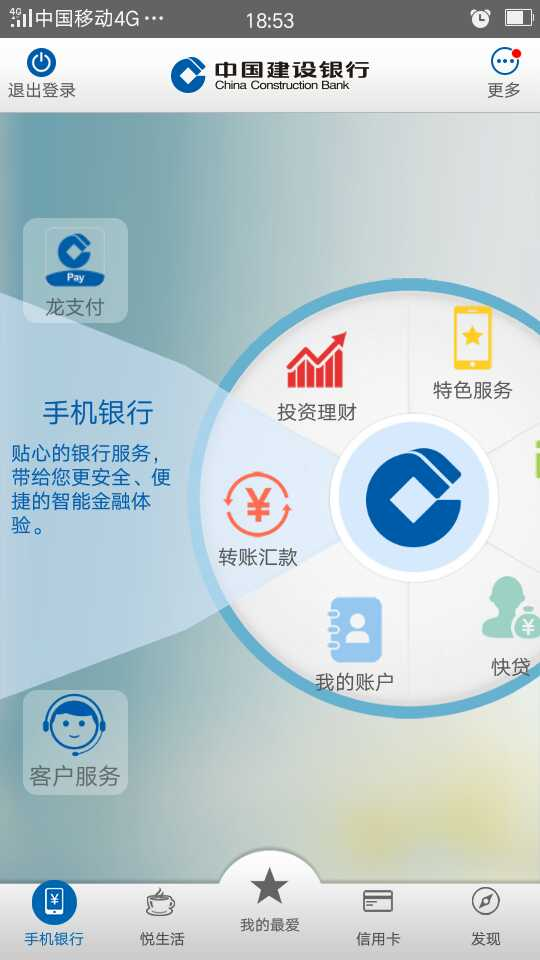 4G 中国移动4G ···
18:53
退出登录
中国建设银行
China Construction Bank
更多
Pay
龙支付
手机银行
贴心的银行服务，
带给您更安全、便
捷的智能金融体
验。
投资理财
特色服务
¥
转账汇款
我的账户
¥
快贷
客户服务
¥
手机银行
悦生活
我的最爱
信用卡
发现